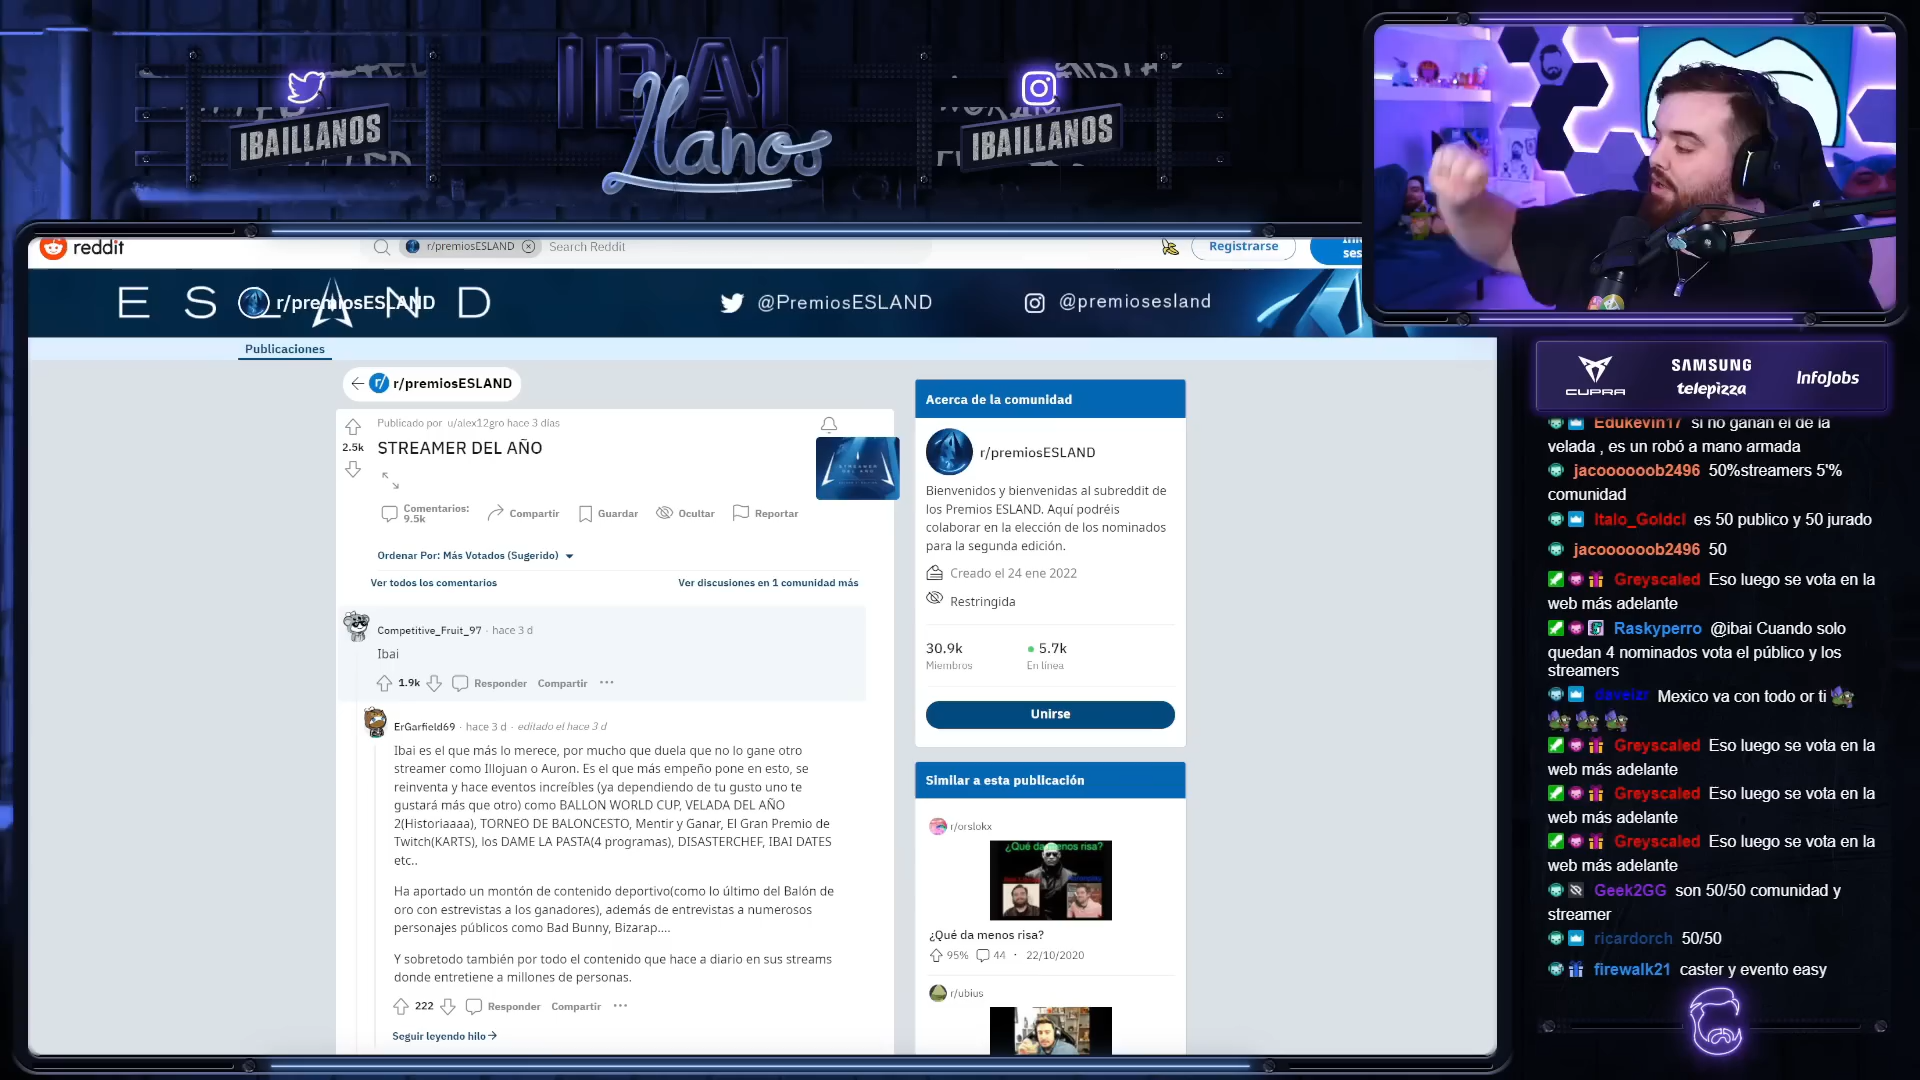 IBAILLANOS
IBAI
Llanos
IBAILLANOS
reddit
r/premiosESLAND
Search Reddit
Registrarse
ESLAND
r/premiosESLAND
@PremiosESLAND
@premiosesland
Publicaciones
r/premiosESLAND
Publicado por u/alex12gro hace 3 días
2.5k
STREAMER DEL AÑO
STREAMER
DEL AÑO
Comentarios:
9.5k
Compartir
Guardar
Ocultar
Reportar
Ordenar Por: Más Votados (Sugerido)
Ver todos los comentarios
Ver discusiones en 1 comunidad más
Competitive_Fruit_97 · hace 3 d
Ibai
1.9k
Responder
Compartir
ErGarfield69 · hace 3 d · editado el hace 3 d
Ibai es el que más lo merece, por mucho que duela que no lo gane otro
streamer como Illojuan o Auron. Es el que más empeño pone en esto, se
reinventa y hace eventos increíbles (ya dependiendo de tu gusto uno te
gustará más que otro) como BALLON WORLD CUP, VELADA DEL AÑO
2(Historiaaaa), TORNEO DE BALONCESTO, Mentir y Ganar, El Gran Premio de
Twitch(KARTS), los DAME LA PASTA(4 programas), DISASTERCHEF, IBAI DATES
etc..
Ha aportado un montón de contenido deportivo(como lo último del Balón de
oro con estrevistas a los ganadores), además de entrevistas a numerosos
personajes públicos como Bad Bunny, Bizarap....
Y sobretodo también por todo el contenido que hace a diario en sus streams
donde entretiene a millones de personas.
222
Responder
Compartir
Seguir leyendo hilo
Acerca de la comunidad
r/premiosESLAND
Bienvenidos y bienvenidas al subreddit de
los Premios ESLAND. Aquí podréis
colaborar en la elección de los nominados
para la segunda edición.
Creado el 24 ene 2022
Restringida
30.9k
Miembros
5.7k
En línea
Unirse
Similar a esta publicación
r/orslokx
¿Qué da menos risa?
¿Qué da menos risa?
95%
44
· 22/10/2020
r/ubius
CUPRA
SAMSUNG
telepizza
InfoJobs
Edukevin17 si no ganan el de la
velada , es un robó a mano armada
jacoooooob2496 50%streamers 5'%
comunidad
Italo_Goldcl es 50 publico y 50 jurado
jacoooooob2496 50
Greyscaled Eso luego se vota en la
web más adelante
Raskyperro @ibai Cuando solo
quedan 4 nominados vota el público y los
streamers
daveizr Mexico va con todo or ti
Greyscaled Eso luego se vota en la
web más adelante
Greyscaled Eso luego se vota en la
web más adelante
Greyscaled Eso luego se vota en la
web más adelante
Geek2GG son 50/50 comunidad y
streamer
ricardorch 50/50
firewalk21 caster y evento easy